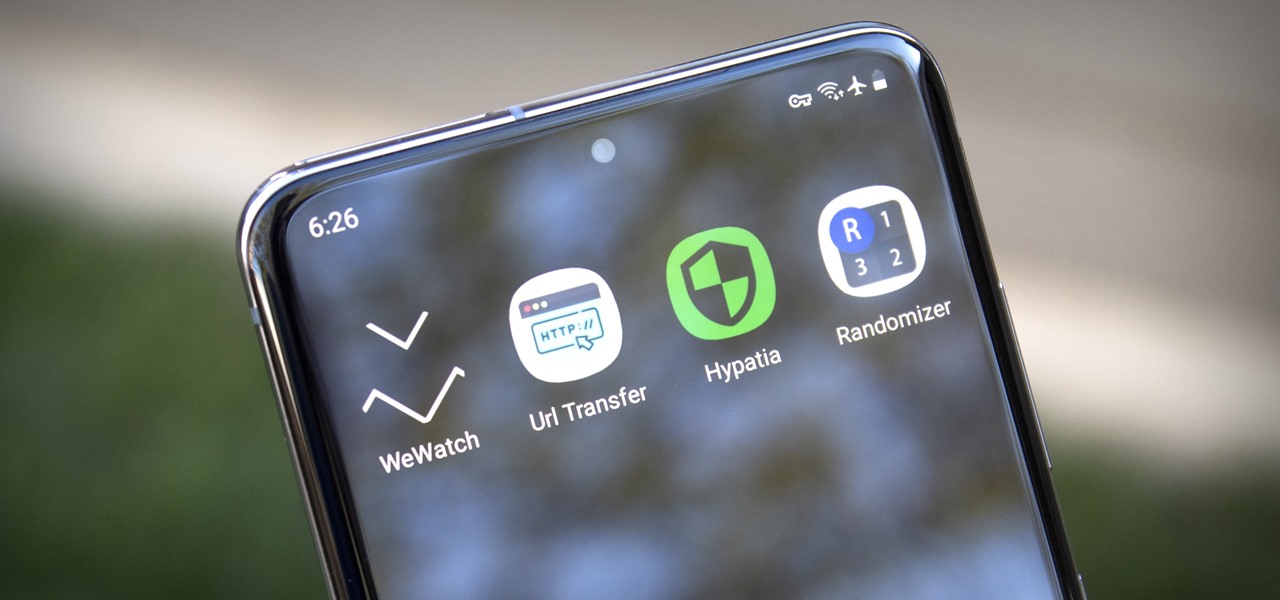 6:26
HTTP://
R 1
3 2
WeWatch
Url Transfer
Hypatia
Randomizer